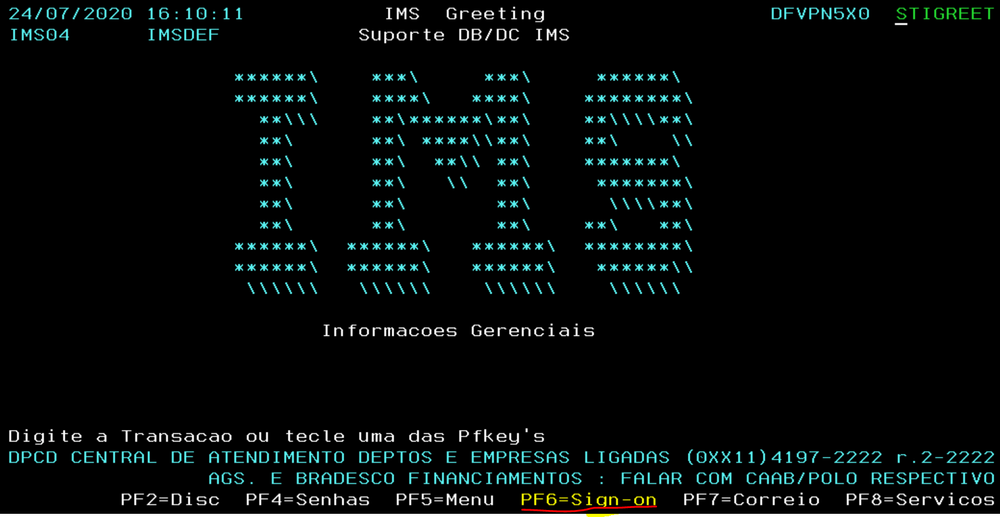 24/07/2020 16:10:11 IMS Greeting DFVPN5X0 STIGREET
IMS04 IMSDEF Suporte DB/DC IMS
******\ ***\ ***\ ******\
******\ ****\ ****\ ********\
**\\\ **\******\**\ **\\\\**\
**\ **\ ****\\**\ **\ \\
**\ **\ **\\ **\ *******\
**\ **\ \\ **\ *******\
**\ **\ **\ \\\\**\
**\ **\ **\ **\ **\
******\ ******\ ******\ ********\
******\ ******\ ******\ ******\\
\\\\\\ \\\\\\ \\\\\\ \\\\\\
Informacoes Gerenciais
Digite a Transacao ou tecle uma das Pfkey's
DPCD CENTRAL DE ATENDIMENTO DEPTOS E EMPRESAS LIGADAS (0XX11)4197-2222 r.2-2222
AGS. E BRADESCO FINANCIAMENTOS : FALAR COM CAAB/POLO RESPECTIVO
PF2=Disc PF4=Senhas PF5=Menu PF6=Sign-on PF7=Correio PF8=Servicos